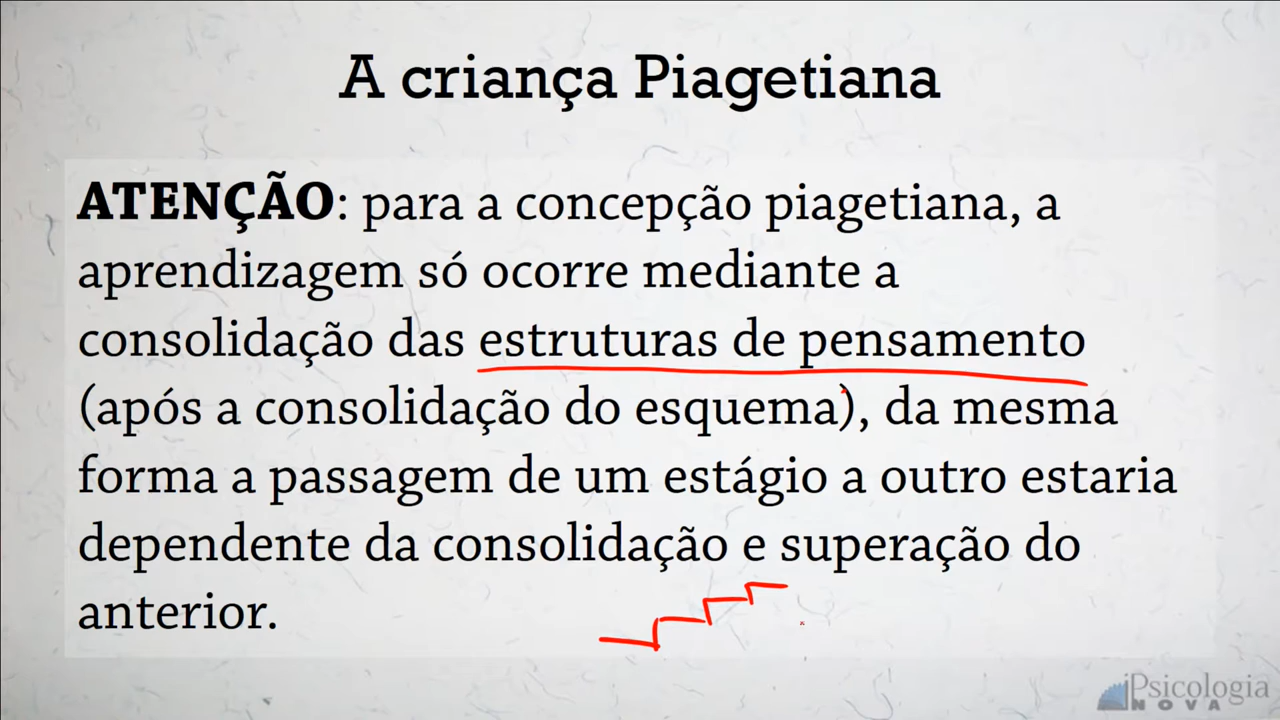 A criança Piagetiana
ATENÇÃO: para a concepção piagetiana, a
aprendizagem só ocorre mediante a
consolidação das estruturas de pensamento
(após a consolidação do esquema), da mesma
forma a passagem de um estágio a outro estaria
dependente da consolidação e superação do
anterior.
Psicologia
NOVA